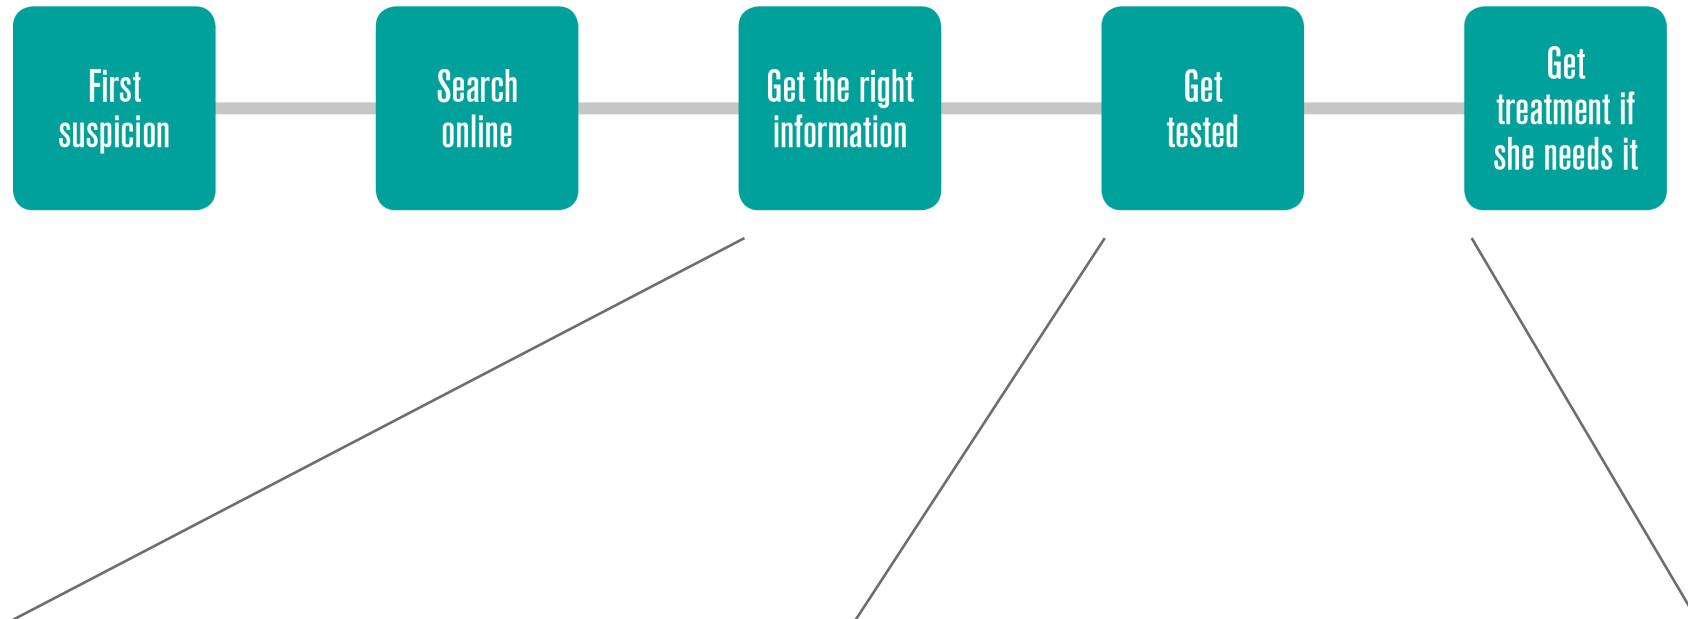 First
suspicion
Search
online
Get the right
information
Get
tested
Get
treatment if
she needs it